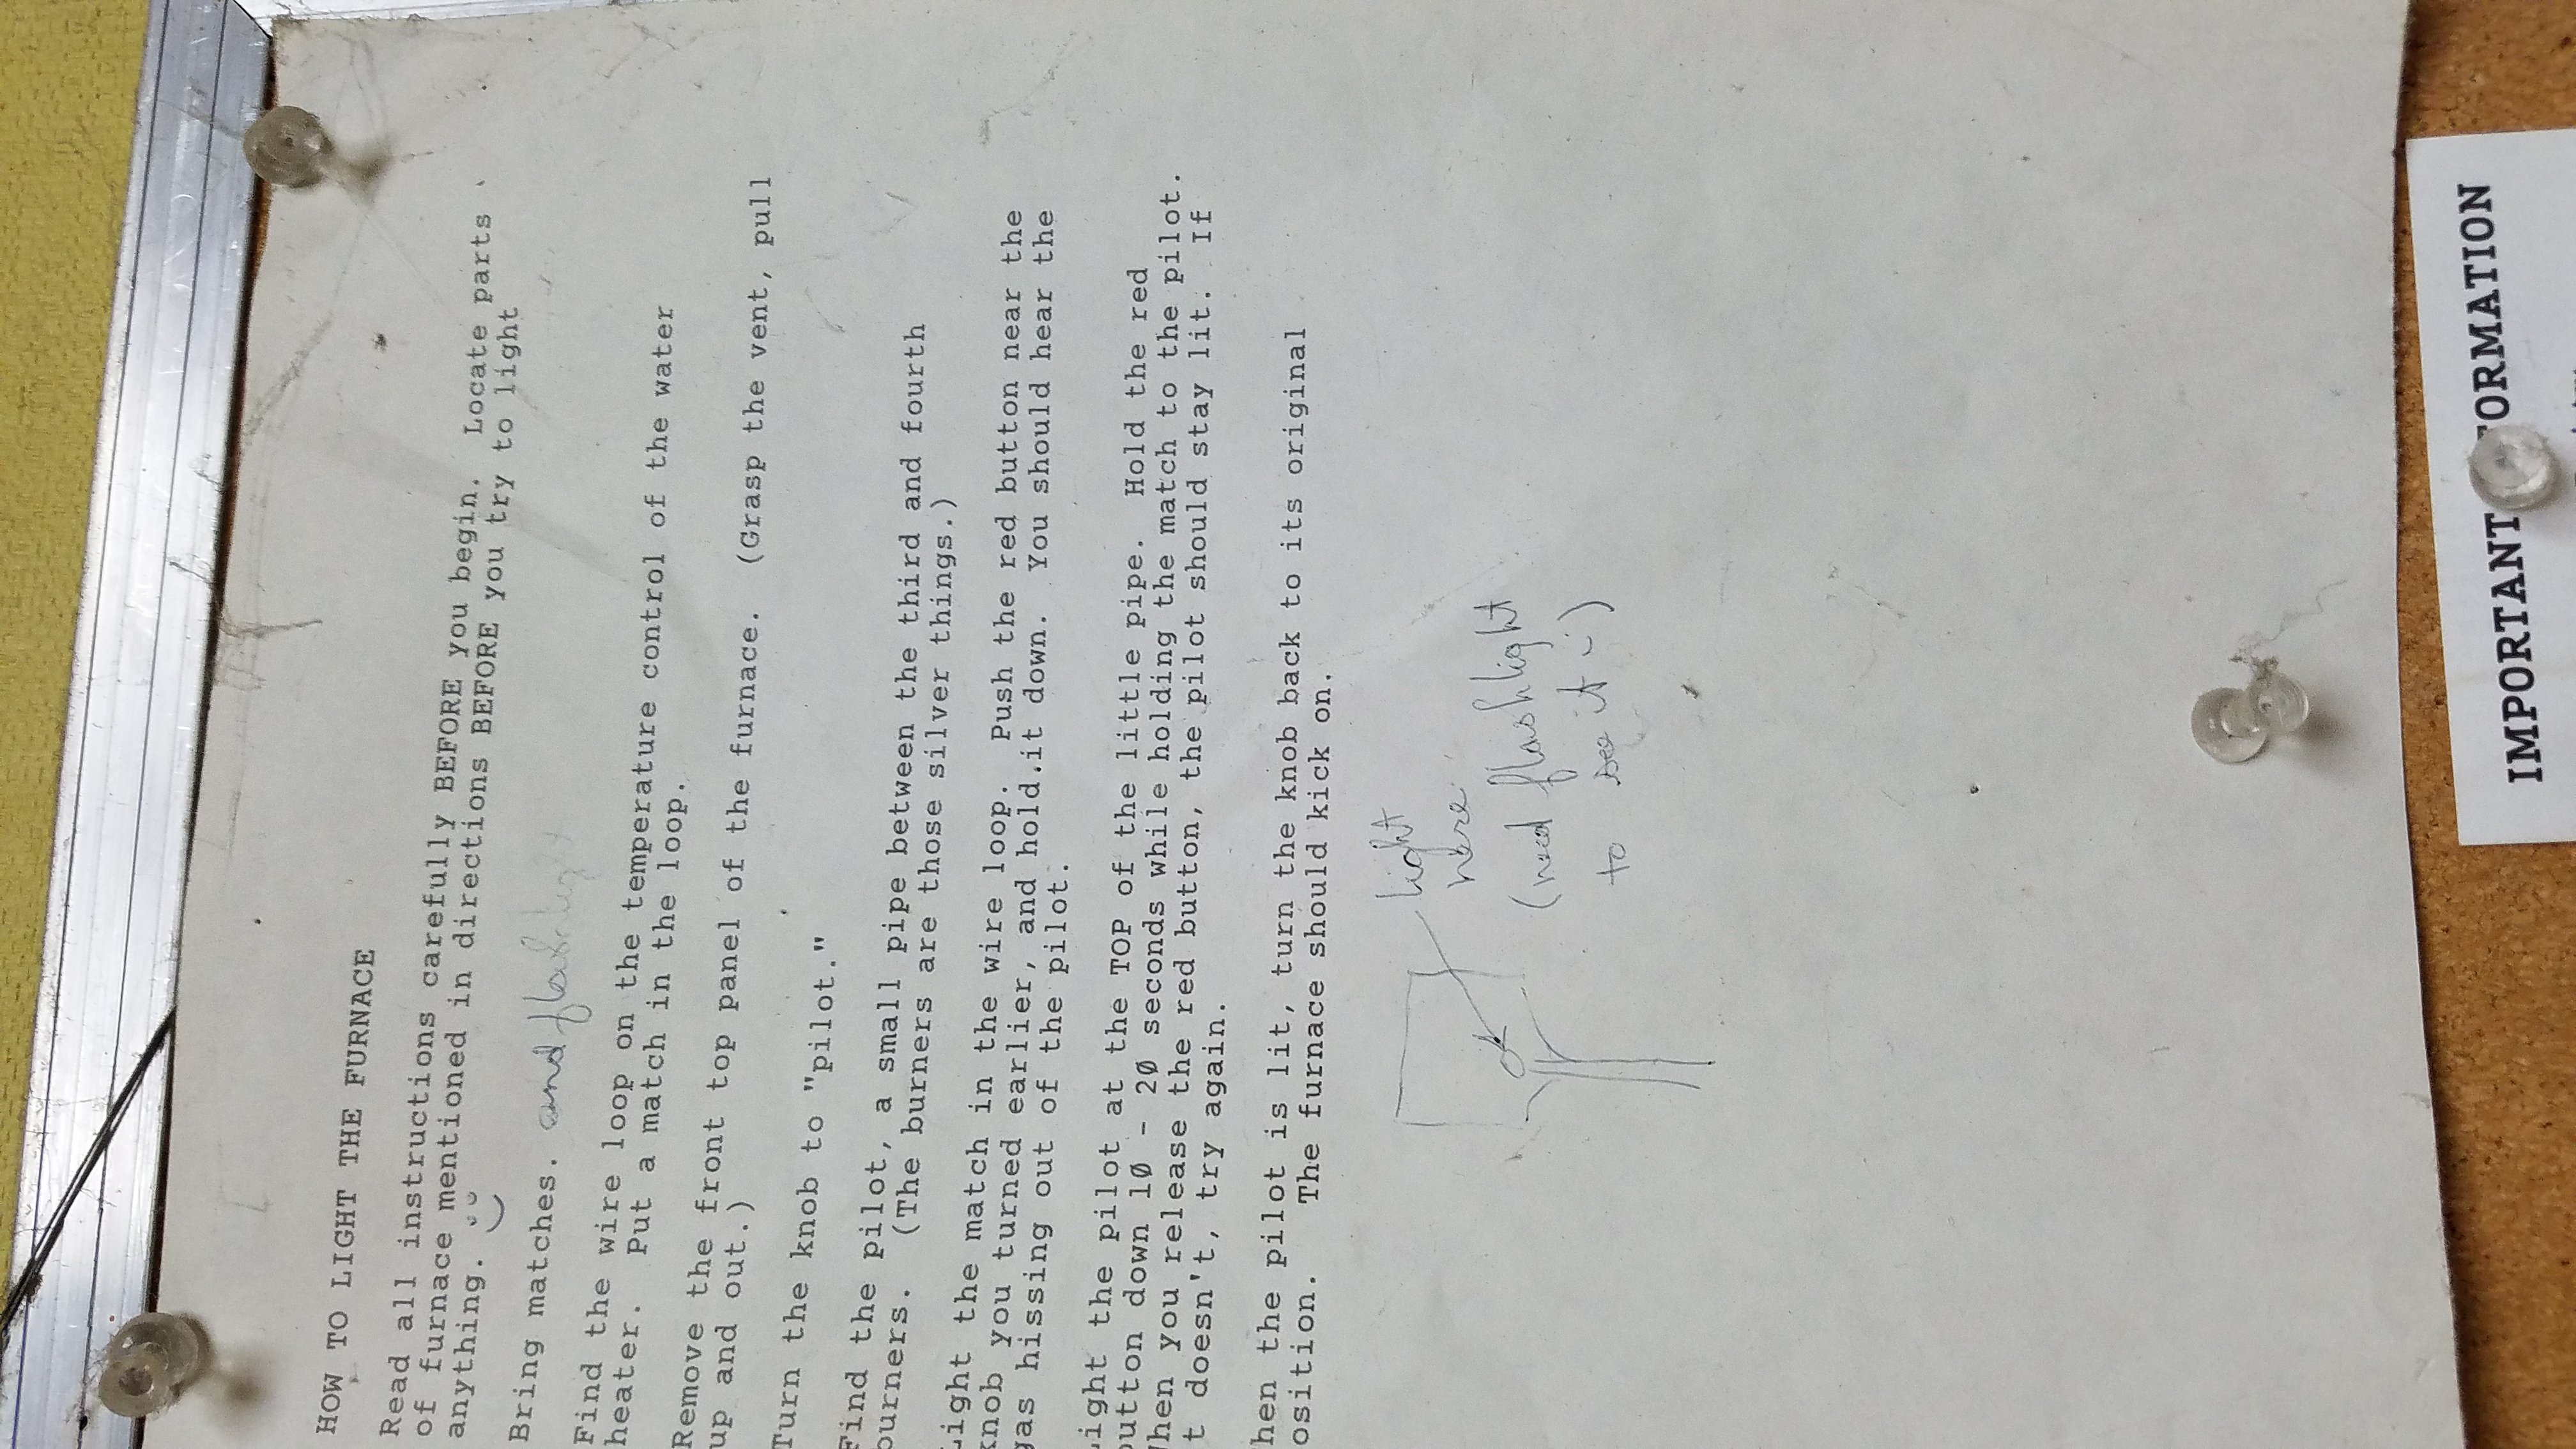 HOW TO LIGHT THE FURNACE
Read all instructions carefully BEFORE you begin. Locate parts
of furnace mentioned in directions BEFORE you try to light
anything.
Bring matches. and flashlight
Find the wire loop on the temperature control of the water
heater. Put a match in the loop.
Remove the front top panel of the furnace. (Grasp the vent, pull
up and out.)
Turn the knob to "pilot."
Find the pilot, a small pipe between the third and fourth
burners. (The burners are those silver things.)
Light the match in the wire loop. Push the red button near the
knob you turned earlier, and hold it down. You should hear the
gas hissing out of the pilot.
Light the pilot at the TOP of the little pipe. Hold the red
button down 10 - 20 seconds while holding the match to the pilot.
When you release the red button, the pilot should stay lit. If
t doesn't, try again.
hen the pilot is lit, turn the knob back to its original
osition. The furnace should kick on.
light
here
(need flashlight
to see it :)
IMPORTANT FORMATION